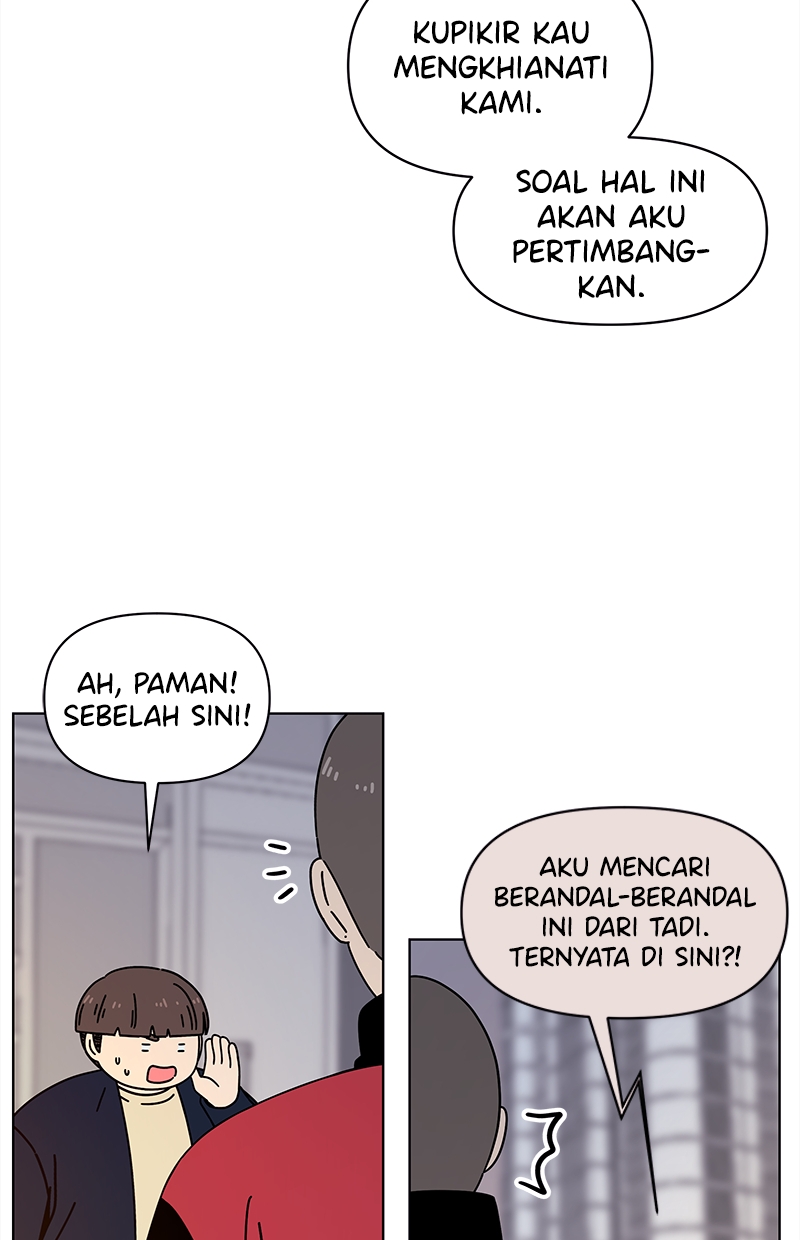 KUPIKIR KAU
MENGKHIANATI
KAMI.
SOAL HAL INI
AKAN AKU
PERTIMBANG-
KAN.
AH, PAMAN!
SEBELAH SINI!
AKU MENCARI
BERANDAL-BERANDAL
INI DARI TADI.
TERNYATA DI SINI?!